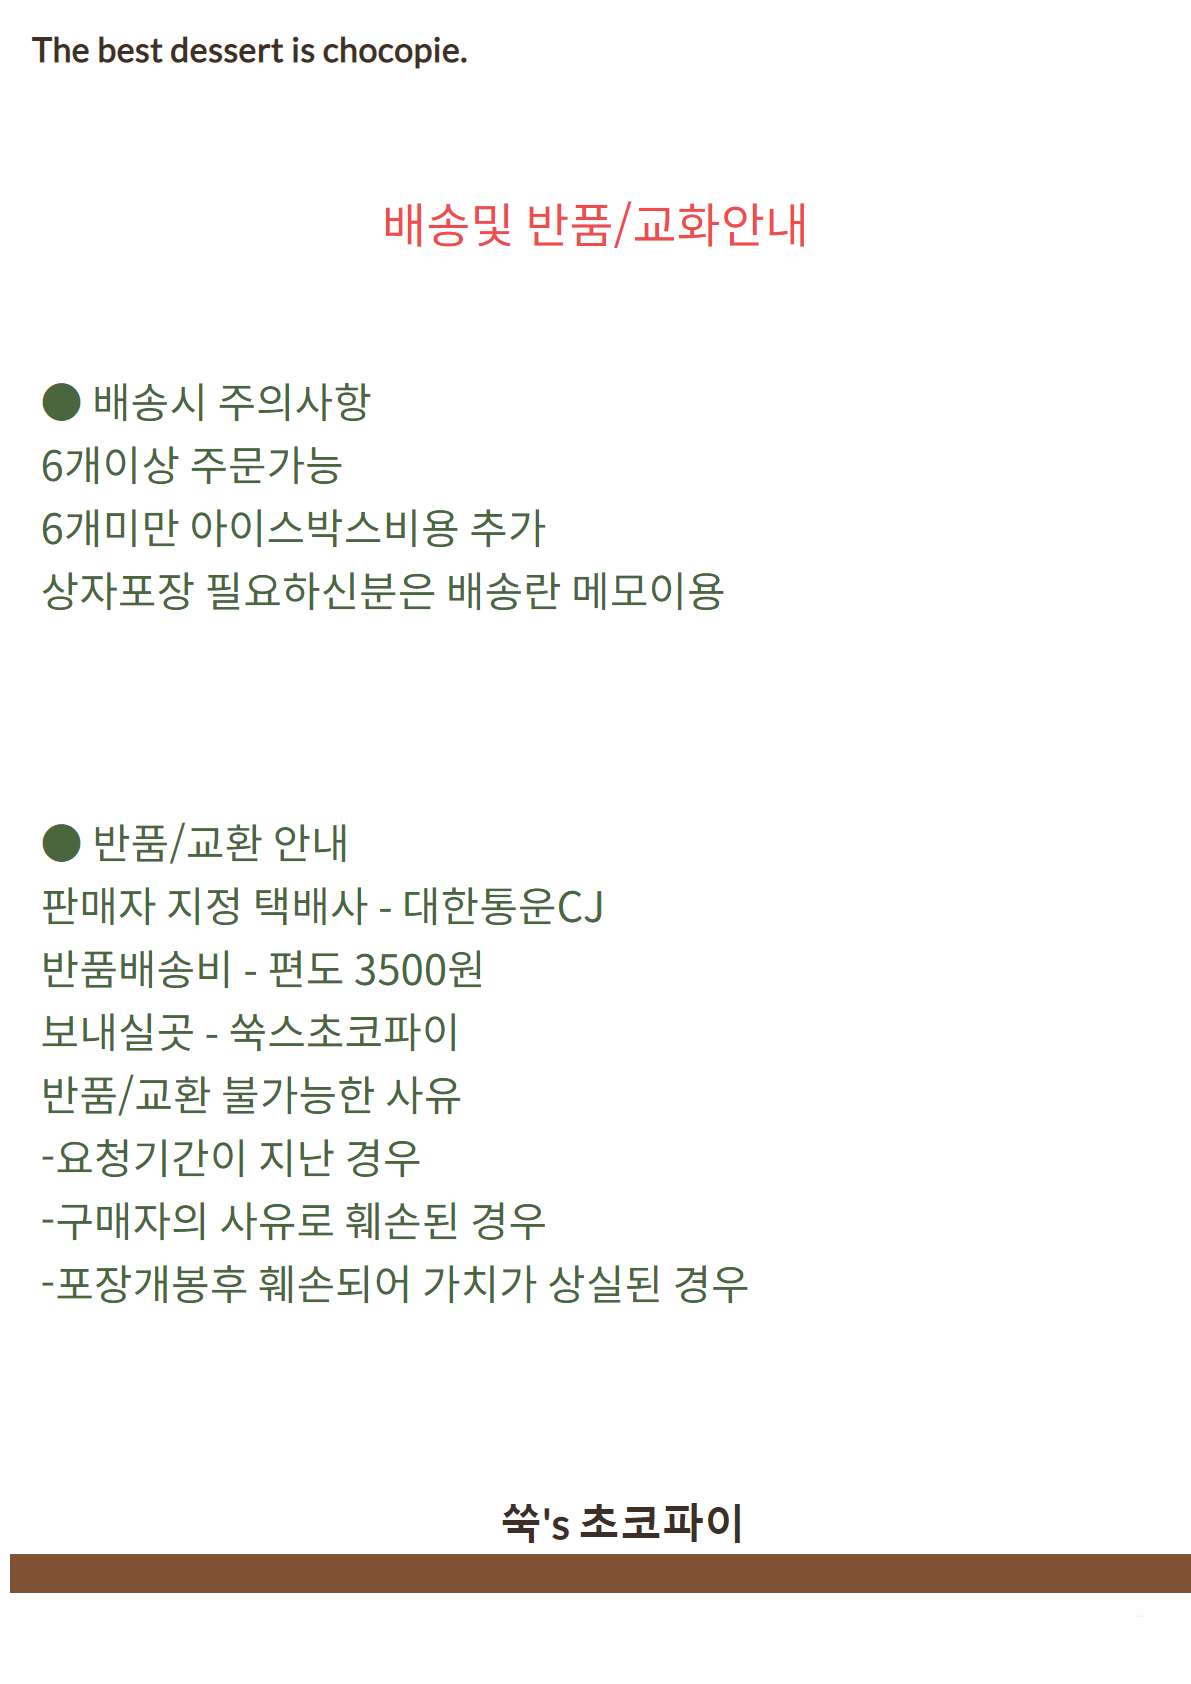 The best dessert is chocopie.
배송및 반품/교화안내
● 배송시 주의사항
6개이상 주문가능
6개미만 아이스박스비용 추가
상자포장 필요하신분은 배송란 메모이용
● 반품/교환 안내
판매자 지정 택배사 - 대한통운CJ
반품배송비 - 편도 3500원
보내실곳 - 쑥스초코파이
반품/교환 불가능한 사유
-요청기간이 지난 경우
-구매자의 사유로 훼손된 경우
-포장개봉후 훼손되어 가치가 상실된 경우
쑥's 초코파이